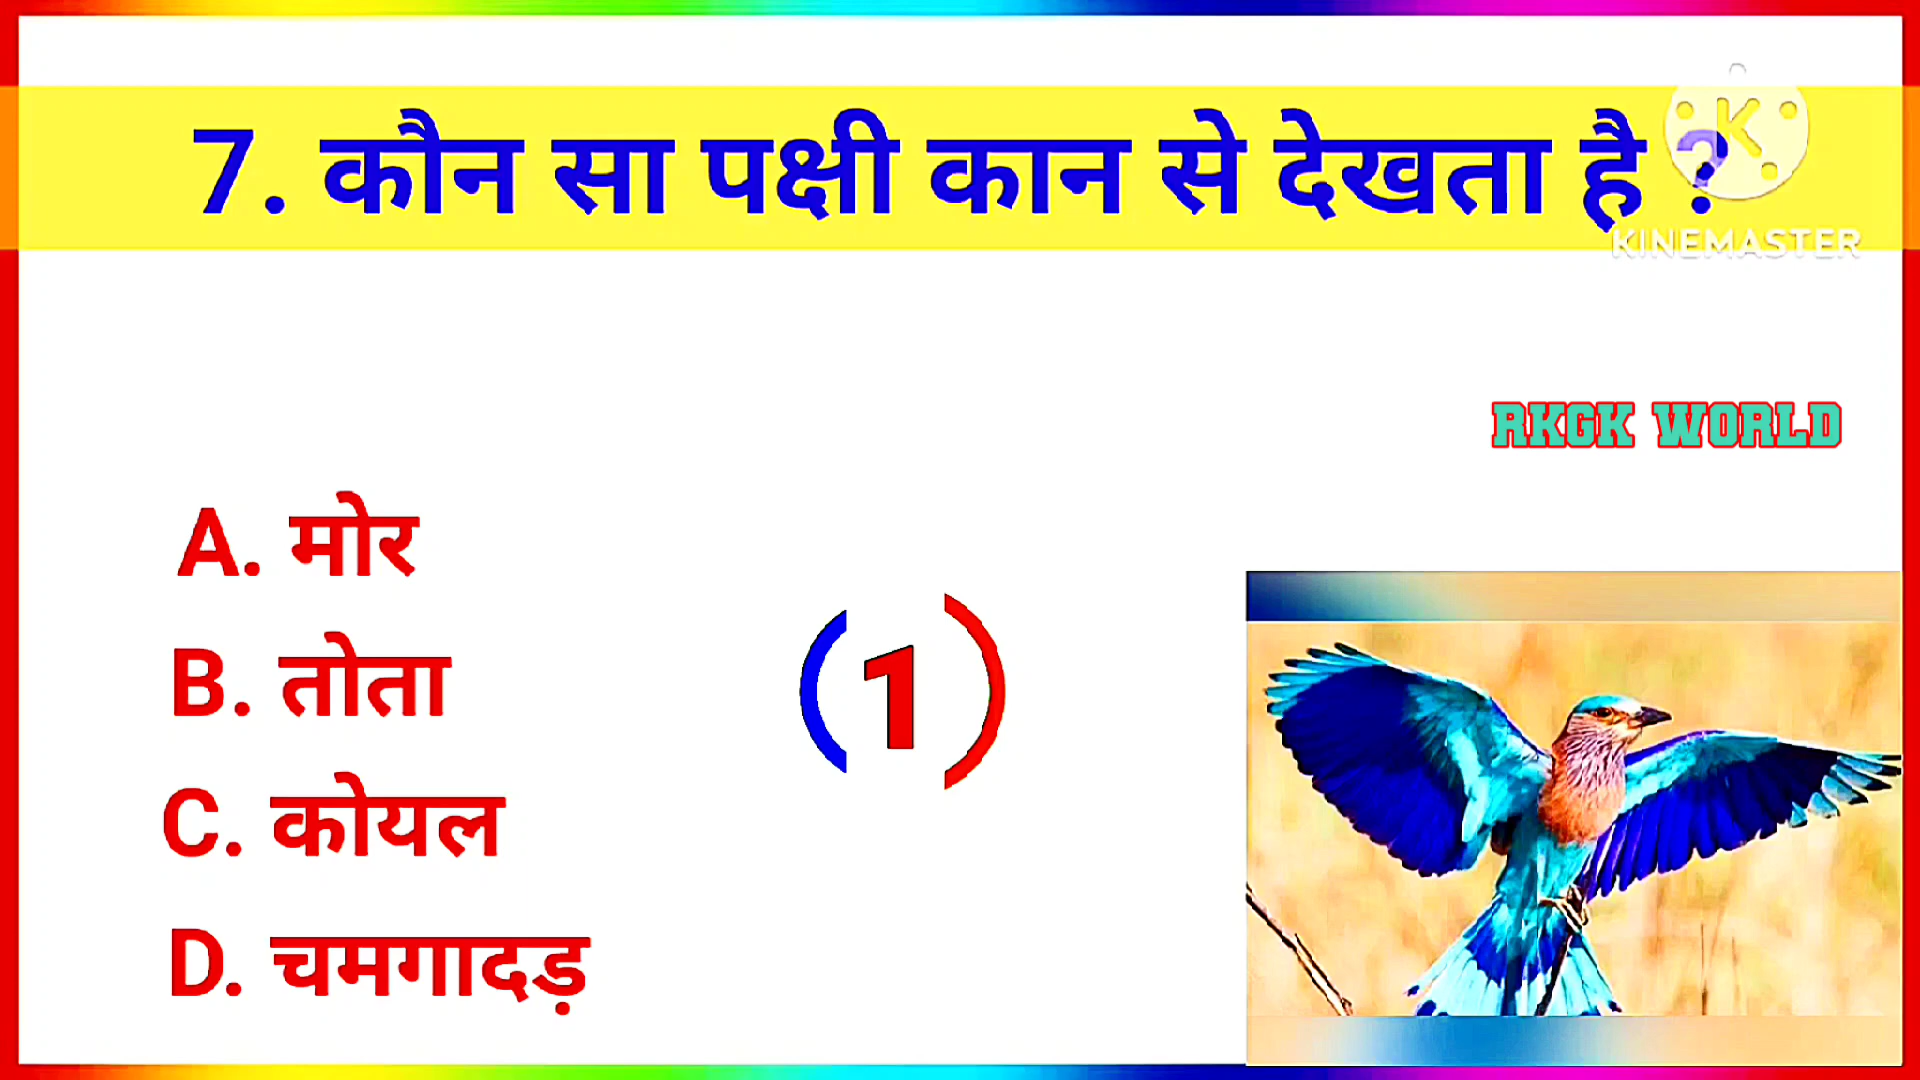 7. कौन सा पक्षी कान से देखता है ?
KINEMASTER
RKGK WORLD
A. मोर
B. तोता
C. कोयल
D. चमगादड़
(1)